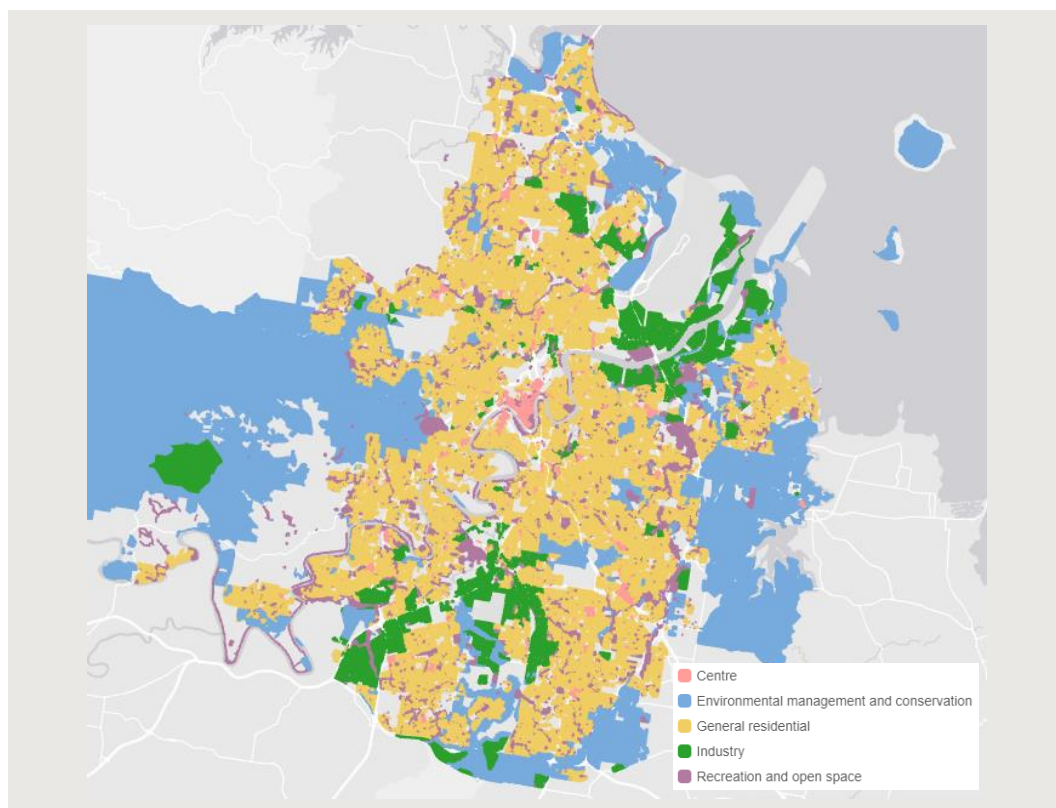 Centre
Environmental management and conservation
General residential
Industry
Recreation and open space